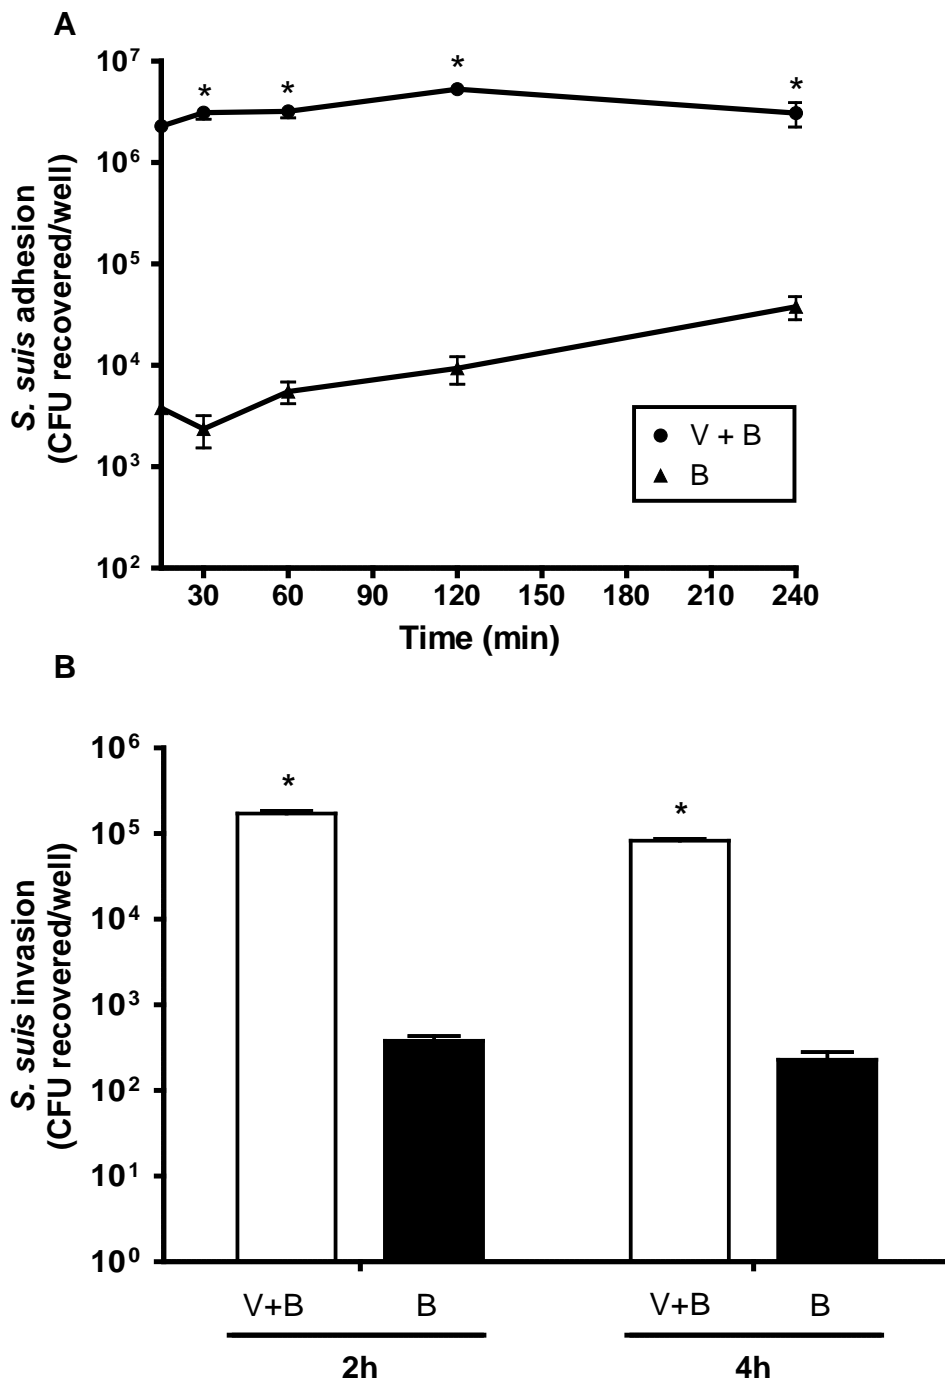 A
10⁷
10⁶
10⁵
10⁴
10³
10²
S. suis adhesion
(CFU recovered/well)
* * * *
V + B
B
30 60 90 120 150 180 210 240
Time (min)
B
10⁶
10⁵
10⁴
10³
10²
10¹
10⁰
S. suis invasion
(CFU recovered/well)
* *
V+B B V+B B
2h 4h